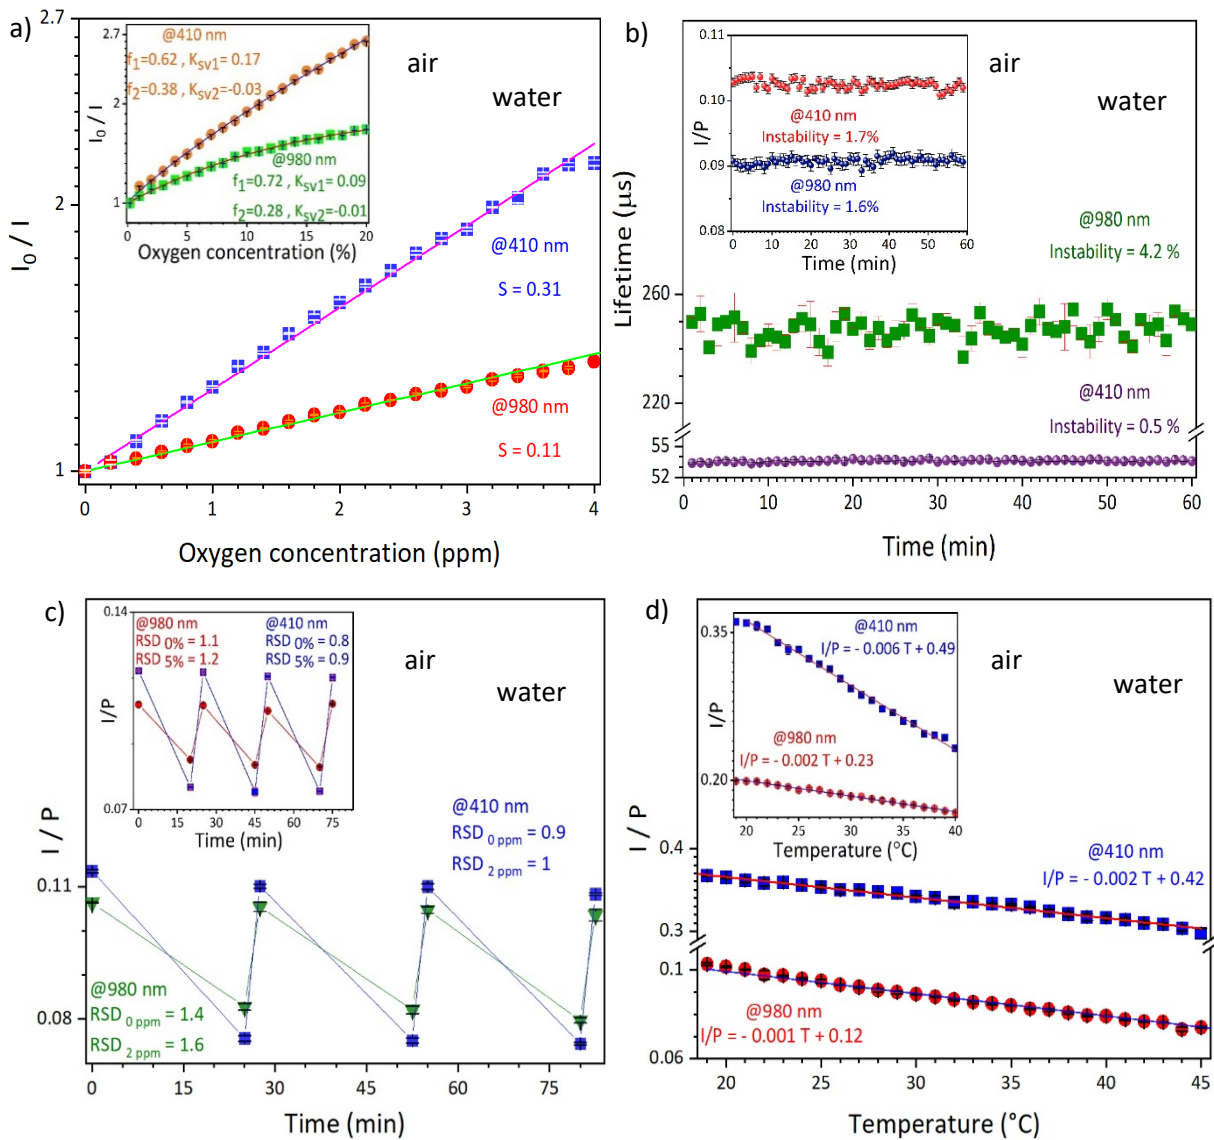 a)
2.7
2
1
I₀ / I
0
1
2
3
4
Oxygen concentration (ppm)
air
water
@410 nm
S = 0.31
@980 nm
S = 0.11
2.7
2
1
I₀ / I
@410 nm
f₁=0.62 , K_SV1= 0.17
f₂=0.38 , K_SV2=-0.03
@980 nm
f₁=0.72 , K_SV1= 0.09
f₂=0.28 , K_SV2=-0.01
0
5
10
15
20
Oxygen concentration (%)
b)
0.11
0.10
0.09
0.08
I/P
@410 nm
Instability = 1.7%
@980 nm
Instability = 1.6%
0
10
20
30
40
50
60
Time (min)
air
water
@980 nm
Instability = 4.2 %
@410 nm
Instability = 0.5 %
Lifetime (µs)
260
220
55
52
0
10
20
30
40
50
60
Time (min)
c)
0.14
0.07
I/P
@980 nm
RSD 0% = 1.1
RSD 5% = 1.2
@410 nm
RSD 0% = 0.8
RSD 5% = 0.9
0
15
30
45
60
75
Time (min)
air
water
@410 nm
RSD 0 ppm = 0.9
RSD 2 ppm = 1
@980 nm
RSD 0 ppm = 1.4
RSD 2 ppm = 1.6
I / P
0.11
0.08
0
15
30
45
60
75
Time (min)
d)
0.35
0.20
I/P
@410 nm
I/P = - 0.006 T + 0.49
@980 nm
I/P = - 0.002 T + 0.23
20
25
30
35
40
Temperature (°C)
air
water
@410 nm
I/P = - 0.002 T + 0.42
@980 nm
I/P = - 0.001 T + 0.12
I / P
0.4
0.3
0.1
0.06
20
25
30
35
40
45
Temperature (°C)